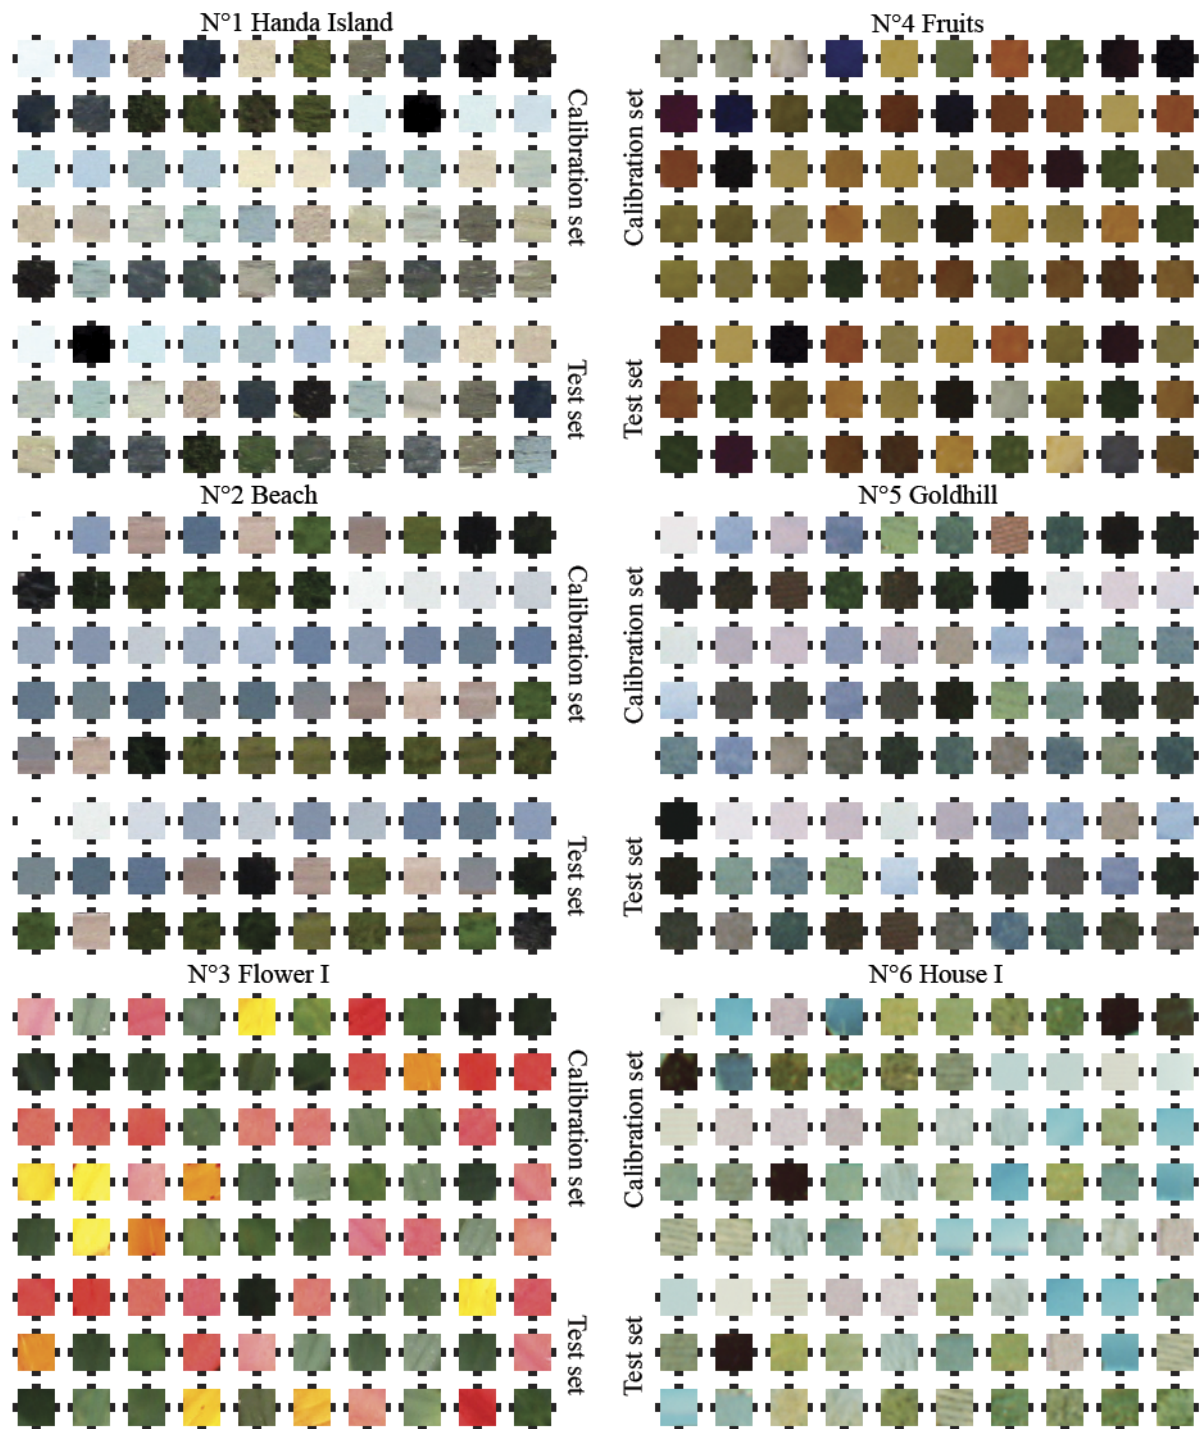 N°1 Handa Island
Calibration set
Test set
N°2 Beach
Calibration set
Test set
N°3 Flower I
Calibration set
Test set
N°4 Fruits
Calibration set
Test set
N°5 Goldhill
Calibration set
Test set
N°6 House I
Calibration set
Test set